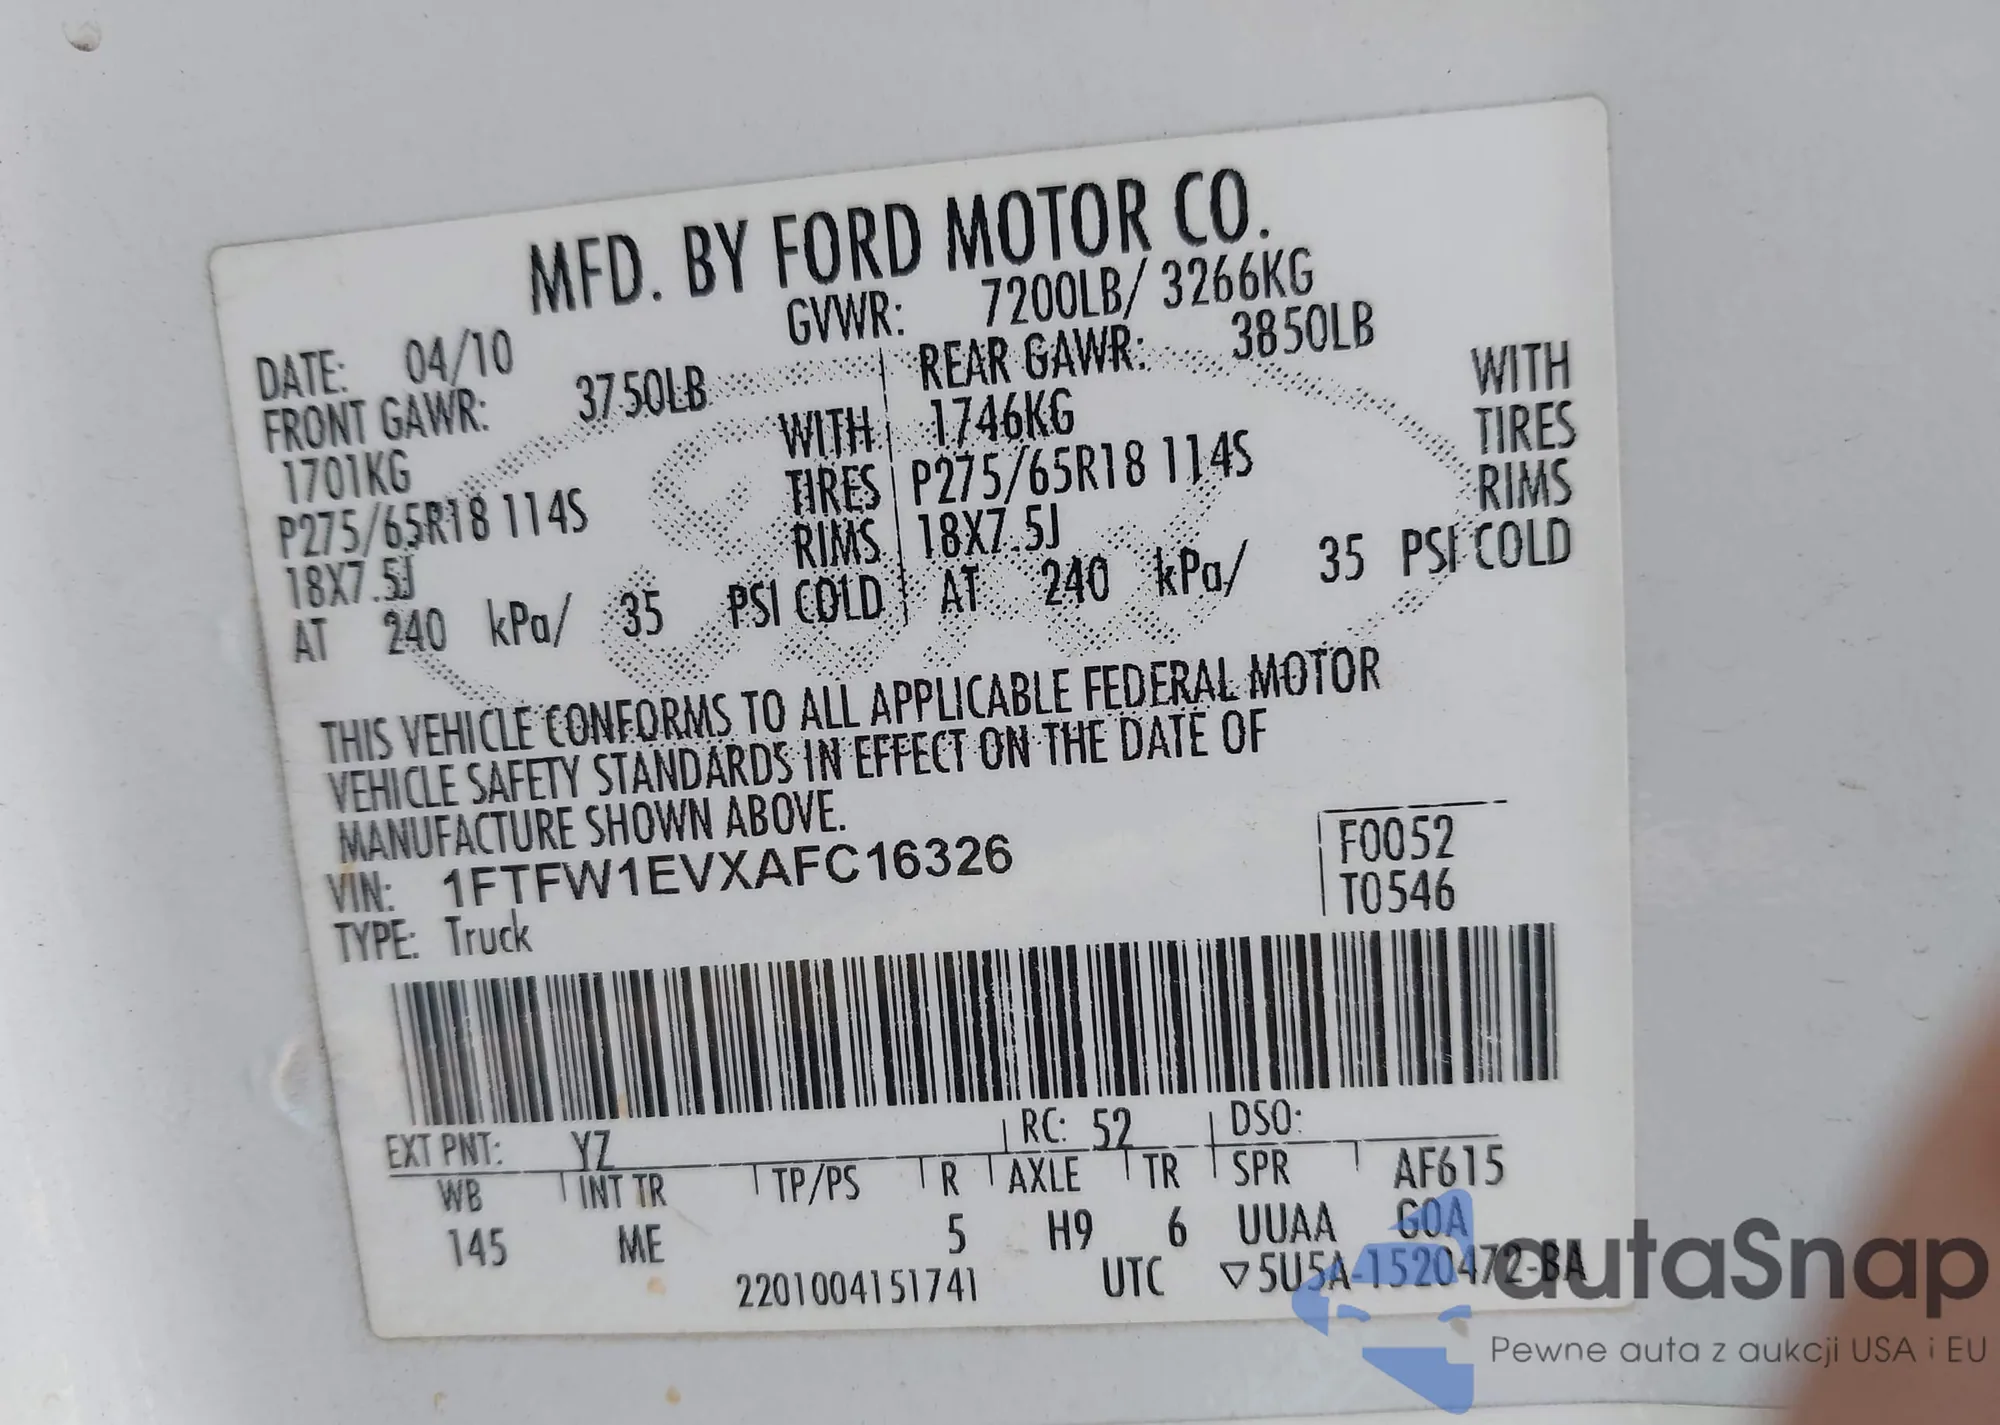 MFD. BY FORD MOTOR CO.
DATE: 04/10 GVWR: 7200LB/ 3266KG
FRONT GAWR: 3750LB REAR GAWR: 3850LB
1701KG WITH 1746KG WITH
P275/65R18 114S TIRES P275/65R18 114S TIRES
18X7.5J RIMS 18X7.5J RIMS
AT 240 kPa/ 35 PSI COLD AT 240 kPa/ 35 PSI COLD
THIS VEHICLE CONFORMS TO ALL APPLICABLE FEDERAL MOTOR
VEHICLE SAFETY STANDARDS IN EFFECT ON THE DATE OF
MANUFACTURE SHOWN ABOVE.
VIN: 1FTFW1EVXAFC16326 F0052
TYPE: Truck T0546
EXT PNT: YZ RC: 52 DSO:
WB INT TR TP/PS R AXLE TR SPR AF615
145 ME 5 H9 6 UUAA GOA
2201004151741 UTC ▽5U5A-1520472-BA
autaSnap
Pewne auta z aukcji USA i EU